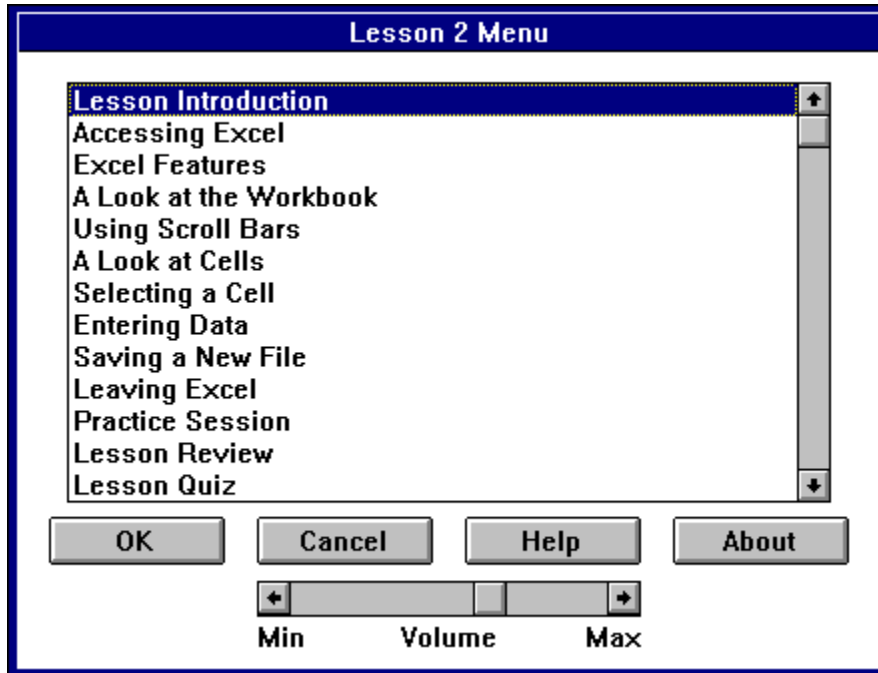 Lesson 2 Menu
Lesson Introduction
Accessing Excel
Excel Features
A Look at the Workbook
Using Scroll Bars
A Look at Cells
Selecting a Cell
Entering Data
Saving a New File
Leaving Excel
Practice Session
Lesson Review
Lesson Quiz
OK Cancel Help About
Min Volume Max